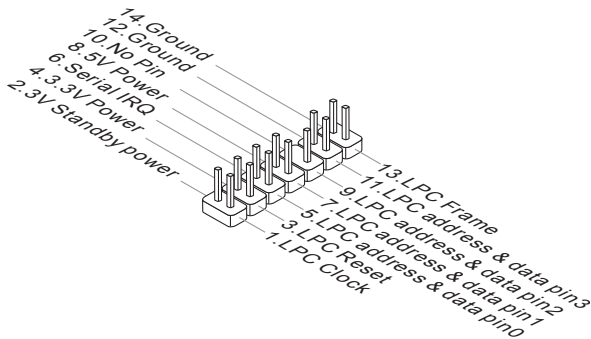 14.Ground
12.Ground
10.No Pin
8.5V Power
6.Serial IRQ
4.3.3V Power
2.3V Standby power
13.LPC Frame
11.LPC address & data pin3
9.LPC address & data pin2
7.LPC address & data pin1
5.LPC address & data pin0
3.LPC Reset
1.LPC Clock